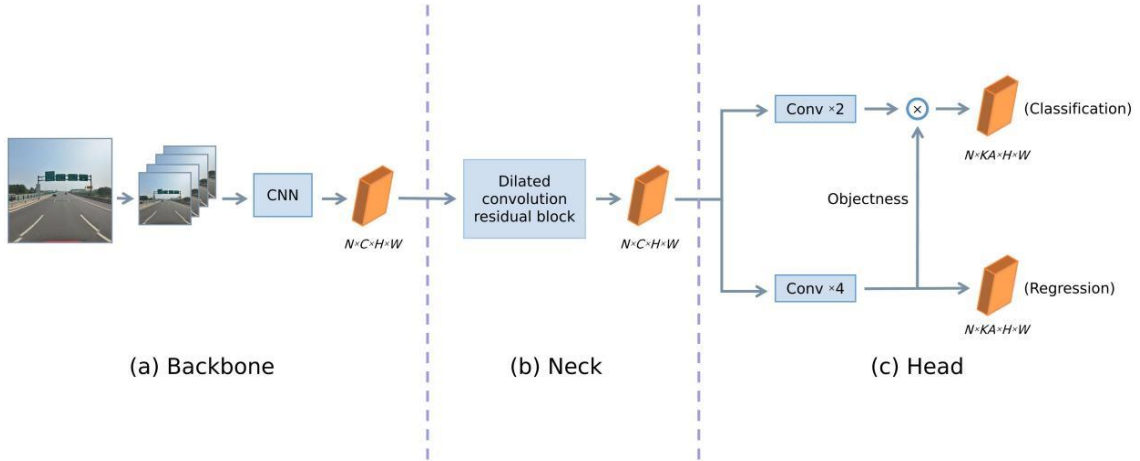 CNN
N×C×H×W
(a) Backbone
Dilated
convolution
residual block
N×C×H×W
(b) Neck
Conv ×2
×
(Classification)
N×KA×H×W
Objectness
Conv ×4
(Regression)
N×KA×H×W
(c) Head